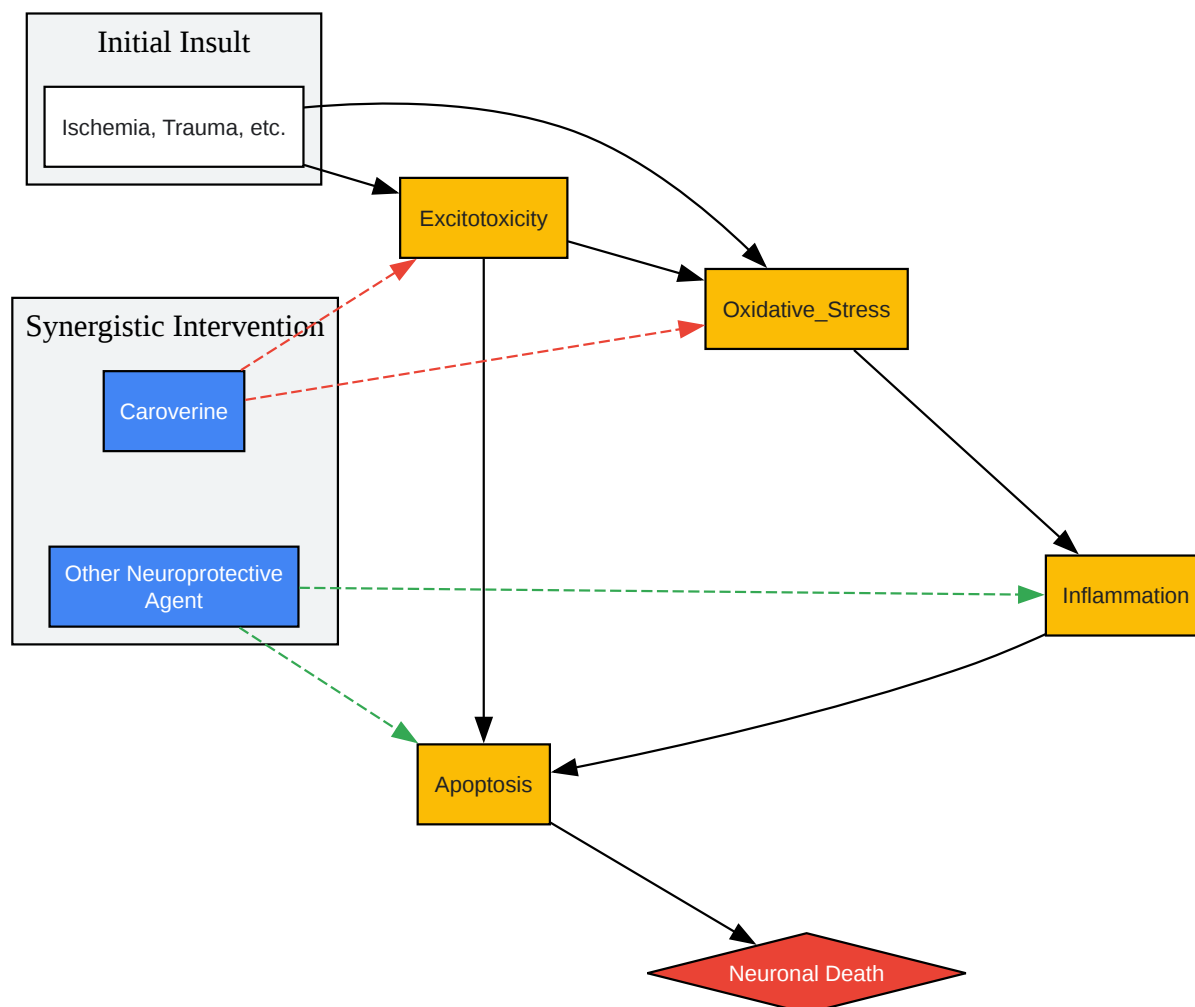 Initial Insult
Ischemia, Trauma, etc.
Excitotoxicity
Oxidative_Stress
Synergistic Intervention
Caroverine
Other Neuroprotective
Agent
Inflammation
Apoptosis
Neuronal Death